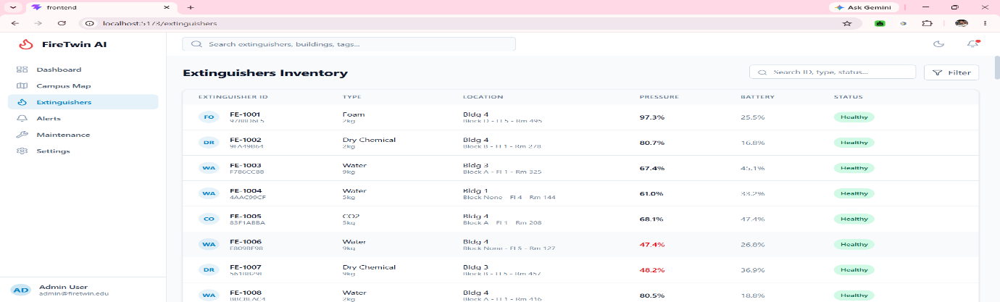 frontend
Ask Gemini
localhost:5173/extinguishers
FireTwin AI
Search extinguishers, buildings, tags...
Dashboard
Campus Map
Extinguishers
Alerts
Maintenance
Settings
Extinguishers Inventory
Search ID, type, status...
Filter
EXTINGUISHER ID TYPE LOCATION PRESSURE BATTERY STATUS
FO FE-1001 Foam Bldg 4 97.3% 25.5% Healthy
2kg Block D - Fl 5 - Rm 495
DR FE-1002 Dry Chemical Bldg 4 80.7% 16.8% Healthy
9FA49B64 2kg Block B - Fl 1 - Rm 278
WA FE-1003 Water Bldg 3 67.4% 45.1% Healthy
F786CC88 9kg Block A - Fl 1 - Rm 325
WA FE-1004 Water Bldg 1 61.0% 33.2% Healthy
4AAC99CF 5kg Block None - Fl 4 - Rm 144
CO FE-1005 CO2 Bldg 4 68.1% 47.4% Healthy
83F1ABBA 5kg Block A - Fl 1 - Rm 208
WA FE-1006 Water Bldg 4 47.4% 26.8% Healthy
E809BF98 9kg Block None - Fl 5 - Rm 127
DR FE-1007 Dry Chemical Bldg 3 48.2% 36.9% Healthy
9kg Block B - Fl 5 - Rm 457
WA FE-1008 Water Bldg 4 80.5% 18.8% Healthy
2kg Block A - Fl 1 - Rm 416
AD Admin User
admin@firetwin.edu